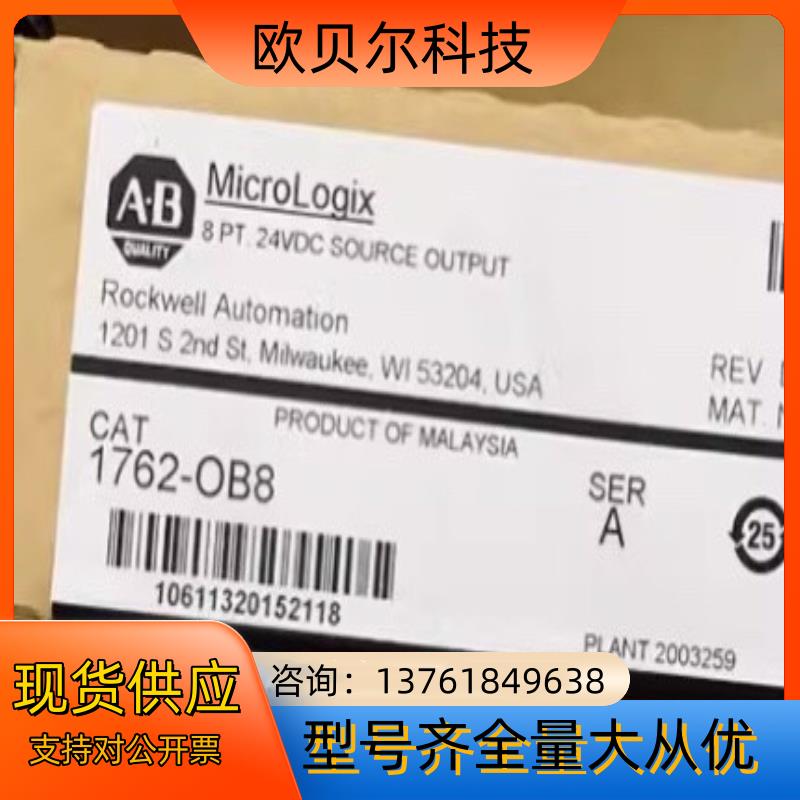 欧贝尔科技
A·B
QUALITY
MicroLogix
8 PT. 24VDC SOURCE OUTPUT
Rockwell Automation
1201 S 2nd St, Milwaukee, WI 53204, USA
REV
MAT.
PRODUCT OF MALAYSIA
CAT
1762-OB8
SER
A
25
10611320152118
PLANT 2003259
现货供应
支持对公开票
咨询：13761849638
型号齐全量大从优